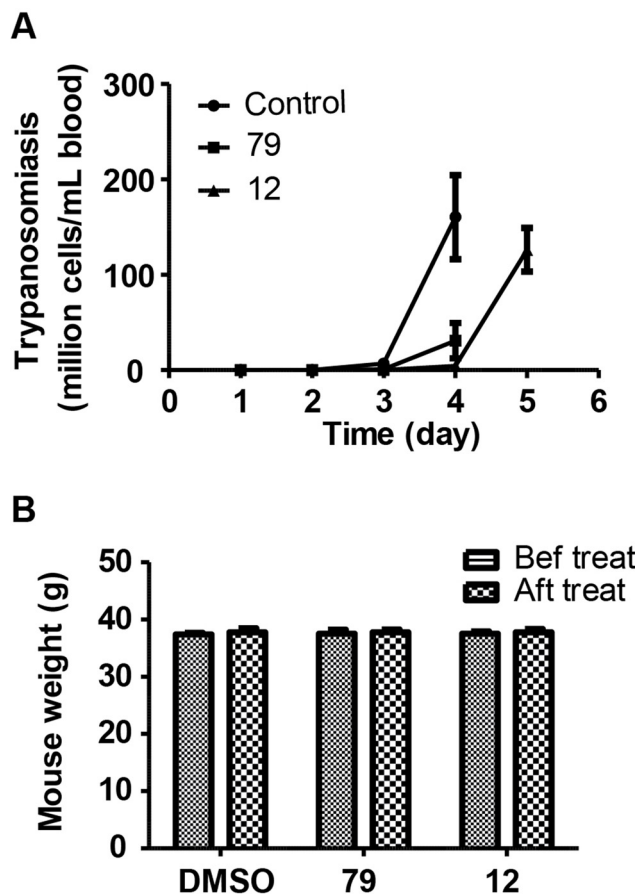 A
Trypanosomiasis
(million cells/mL blood)
300
200
100
0
Control
79
12
0 1 2 3 4 5 6
Time (day)
B
Mouse weight (g)
50
40
30
20
10
0
Bef treat
Aft treat
DMSO 79 12